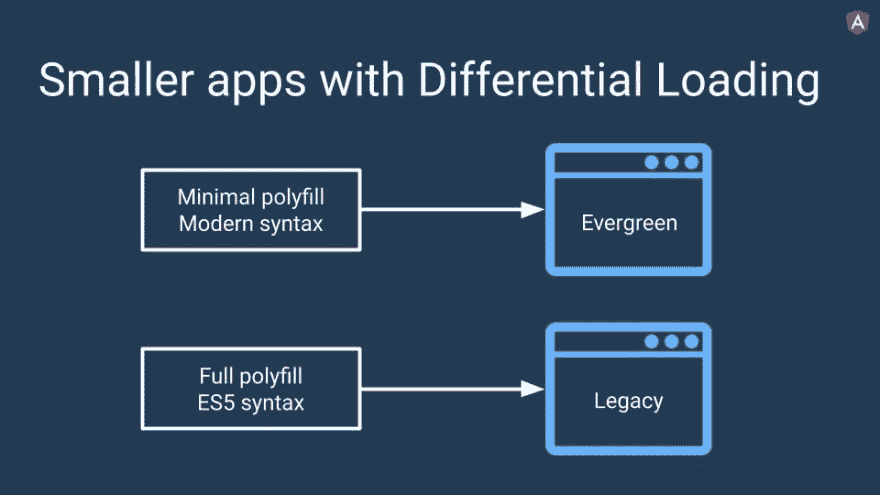 Smaller apps with Differential Loading
Minimal polyfill
Modern syntax
Evergreen
Full polyfill
ES5 syntax
Legacy